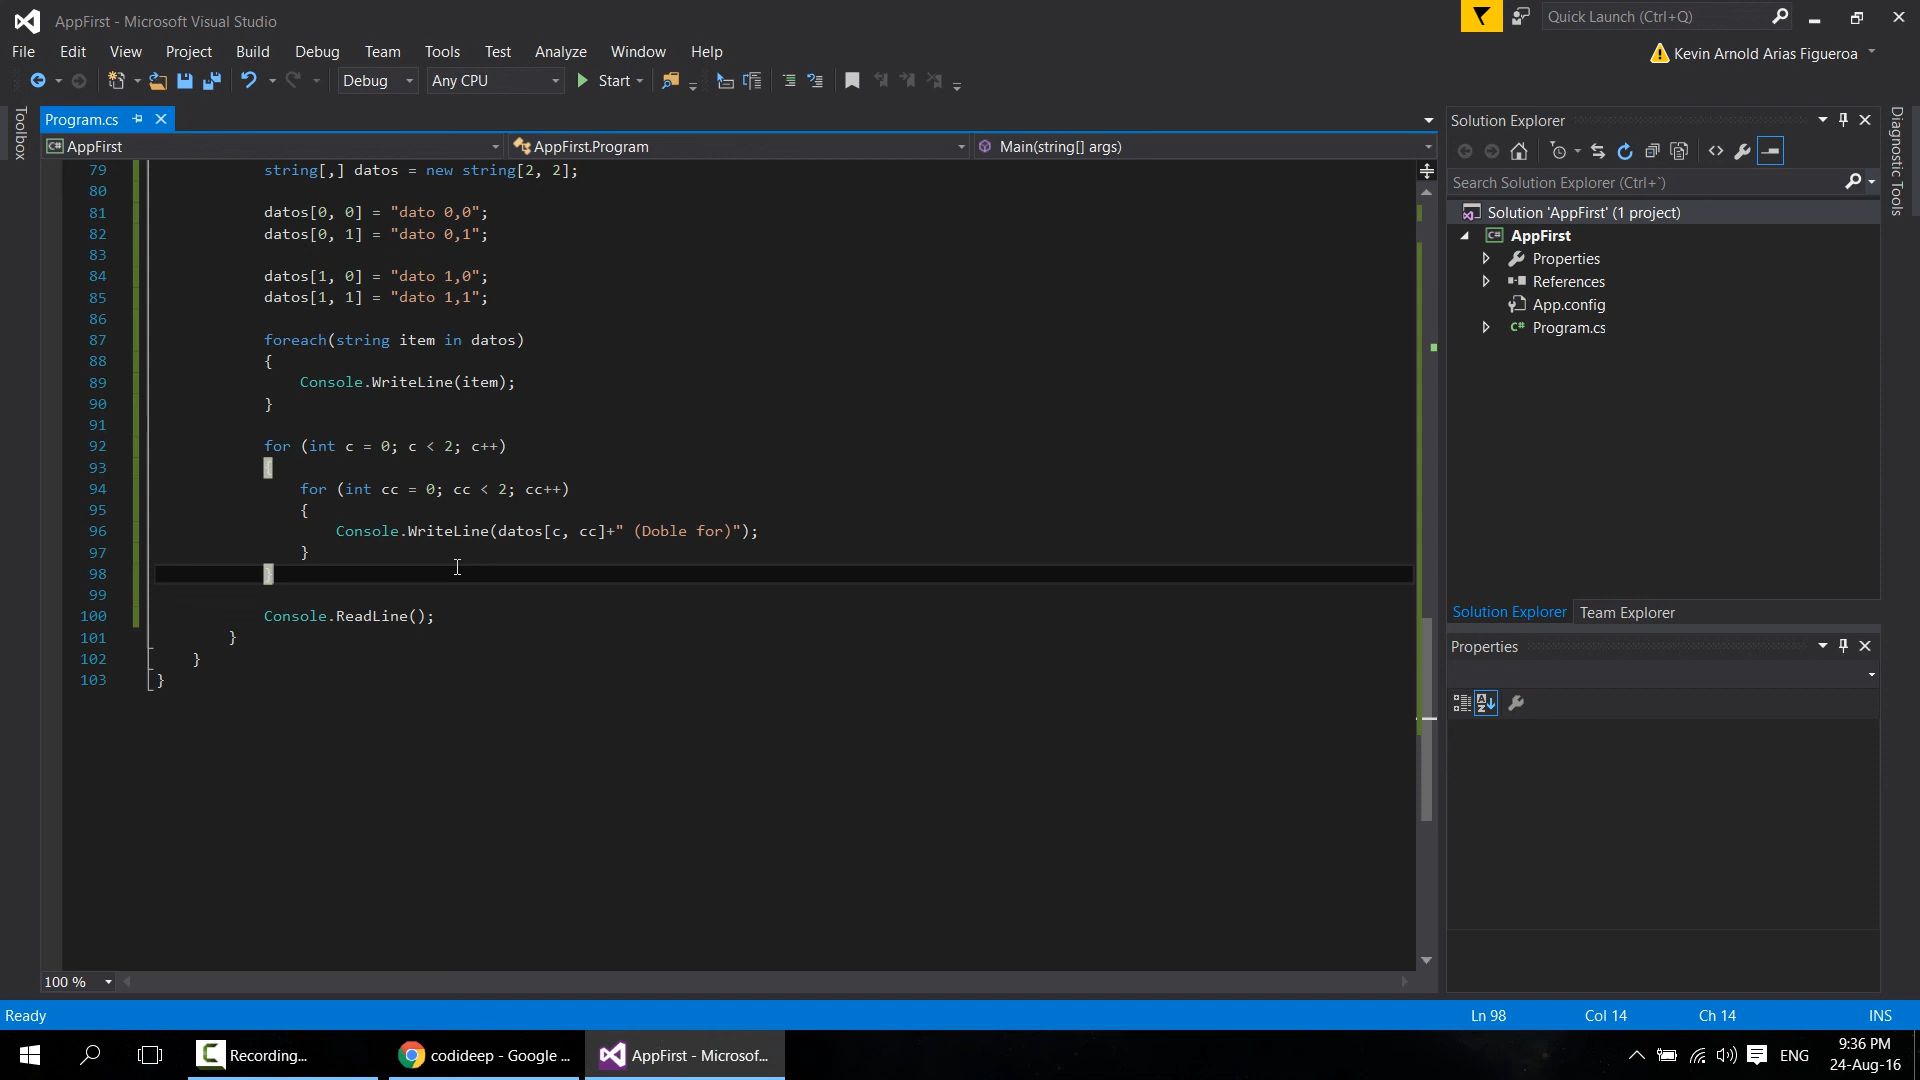 AppFirst - Microsoft Visual Studio
Quick Launch (Ctrl+Q)
File Edit View Project Build Debug Team Tools Test Analyze Window Help
Kevin Arnold Arias Figueroa
Debug Any CPU Start
Toolbox
Program.cs
AppFirst AppFirst.Program Main(string[] args)
79 string[,] datos = new string[2, 2];
80
81 datos[0, 0] = "dato 0,0";
82 datos[0, 1] = "dato 0,1";
83
84 datos[1, 0] = "dato 1,0";
85 datos[1, 1] = "dato 1,1";
86
87 foreach(string item in datos)
88 {
89 Console.WriteLine(item);
90 }
91
92 for (int c = 0; c < 2; c++)
93 {
94 for (int cc = 0; cc < 2; cc++)
95 {
96 Console.WriteLine(datos[c, cc]+" (Doble for)");
97 }
98 }
99
100 Console.ReadLine();
101 }
102 }
103 }
100 %
Solution Explorer
Search Solution Explorer (Ctrl+`)
Solution 'AppFirst' (1 project)
C# AppFirst
Properties
References
App.config
C# Program.cs
Solution Explorer Team Explorer
Properties
Diagnostic Tools
Ready Ln 98 Col 14 Ch 14 INS
Recording...
codideep - Google ...
AppFirst - Microsof...
ENG
9:36 PM
24-Aug-16